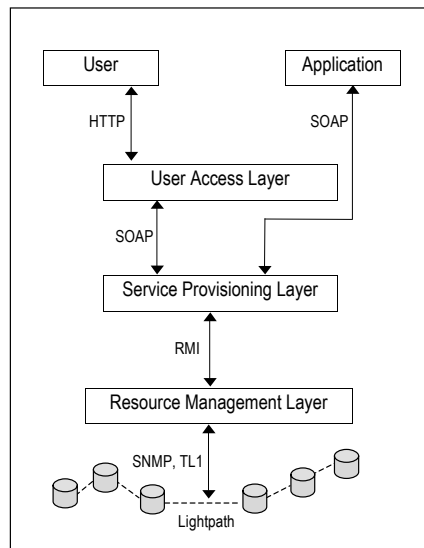 User
Application
HTTP
SOAP
User Access Layer
SOAP
Service Provisioning Layer
RMI
Resource Management Layer
SNMP, TL1
Lightpath